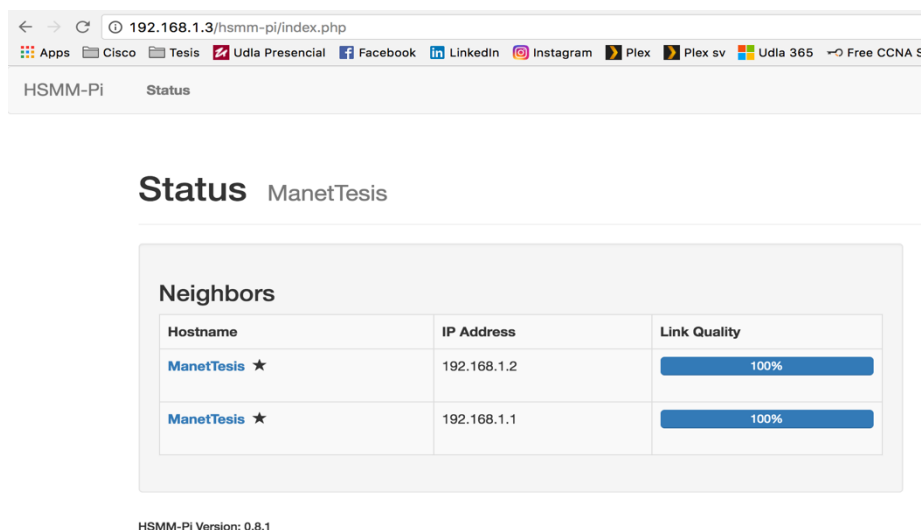 192.168.1.3/hsmm-pi/index.php
Apps Cisco Tesis Udla Presencial Facebook LinkedIn Instagram Plex Plex sv Udla 365 Free CCNA S
HSMM-Pi Status
Status ManetTesis
Neighbors
Hostname IP Address Link Quality
ManetTesis ★ 192.168.1.2 100%
ManetTesis ★ 192.168.1.1 100%
HSMM-Pi Version: 0.8.1